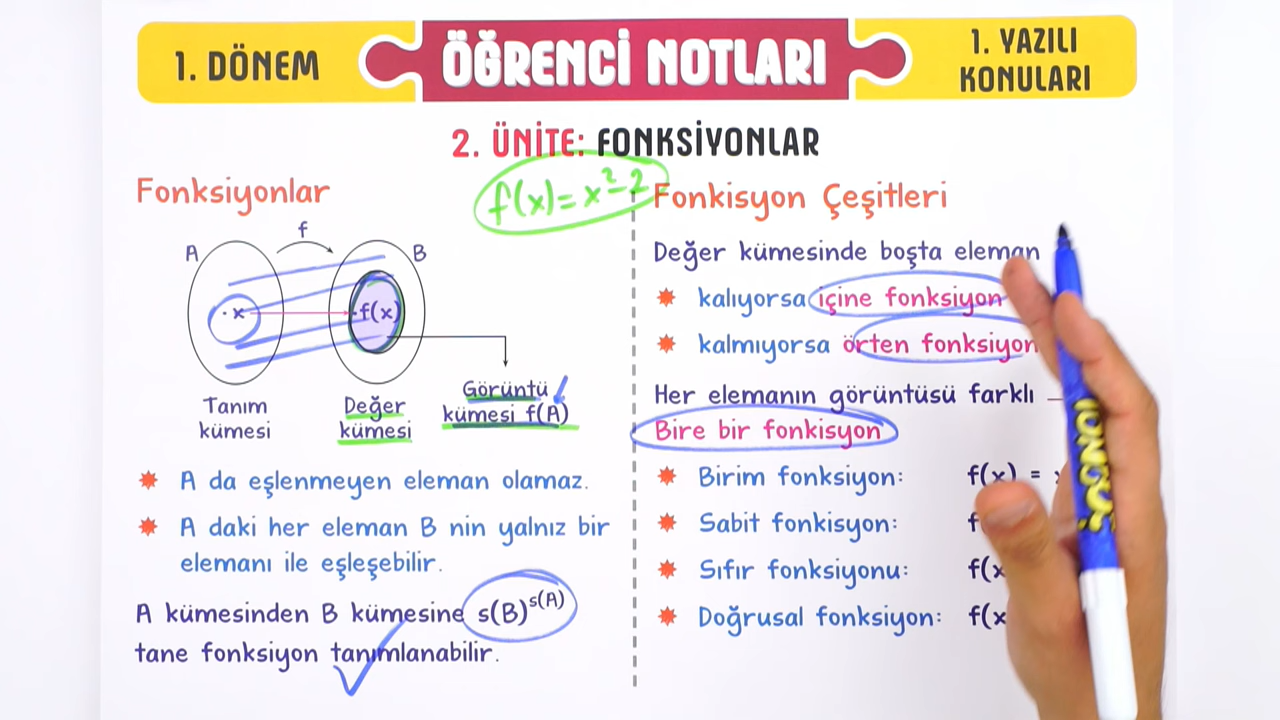 1. DÖNEM
ÖĞRENCİ NOTLARI
1. YAZILI
KONULARI
2. ÜNİTE: FONKSİYONLAR
Fonksiyonlar
f(x)=x²-2
f
A
B
· x
·f(x)
Tanım
kümesi
Değer
kümesi
Görüntü
kümesi f(A)
A da eşlenmeyen eleman olamaz.
A daki her eleman B nin yalnız bir
elemanı ile eşleşebilir.
A kümesinden B kümesine s(B)^s(A)
tane fonksiyon tanımlanabilir.
Fonkisyon Çeşitleri
Değer kümesinde boşta eleman
kalıyorsa içine fonksiyon
kalmıyorsa örten fonksiyon
Her elemanın görüntüsü farklı
Bire bir fonkisyon
Birim fonksiyon: f(x) =
Sabit fonkisyon: f
Sıfır fonksiyonu: f(x
Doğrusal fonksiyon: f(x